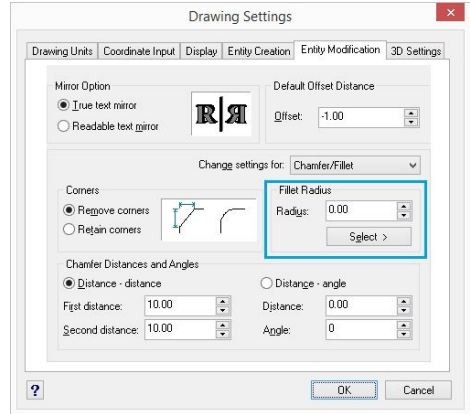 Drawing Settings
Drawing Units Coordinate Input Display Entity Creation Entity Modification 3D Settings
Mirror Option
True text mirror
Readable text mirror
R|Я
Default Offset Distance
Offset: -1.00
Change settings for: Chamfer/Fillet
Corners
Remove corners
Retain corners
Fillet Radius
Radius: 0.00
Select >
Chamfer Distances and Angles
Distance - distance
First distance: 10.00
Second distance: 10.00
Distance - angle
Distance: 0.00
Angle: 0
? OK Cancel